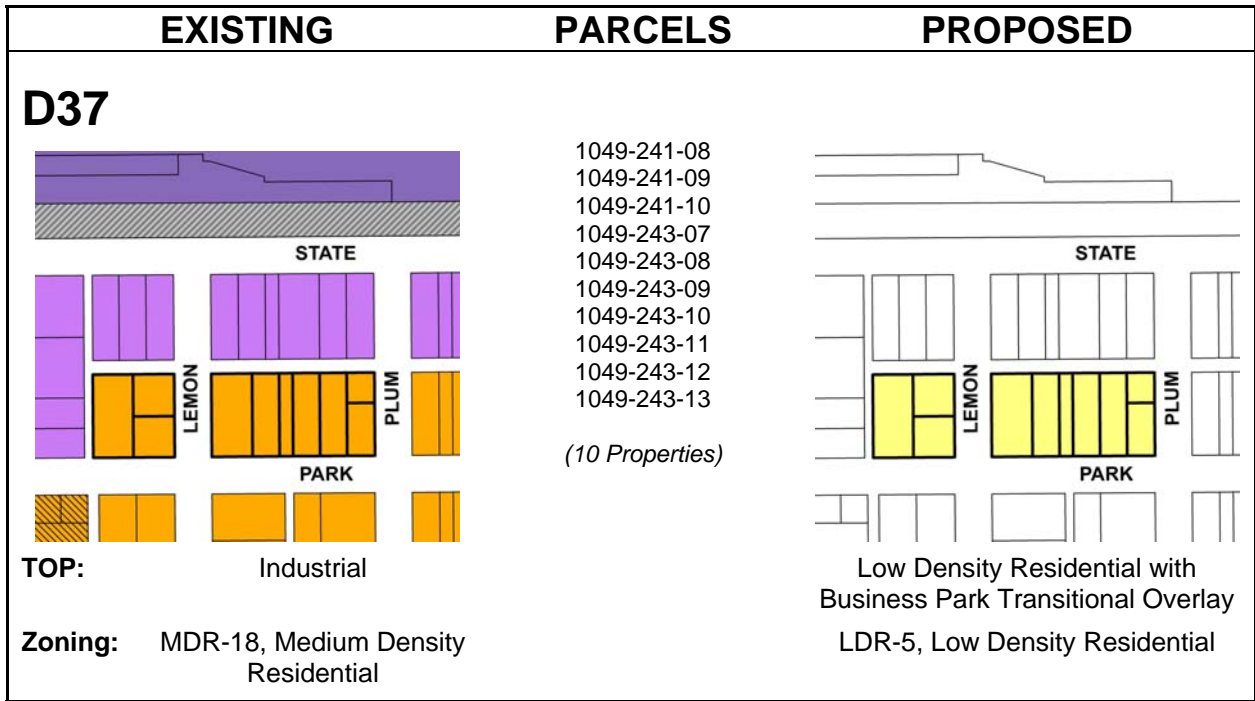 EXISTING PARCELS PROPOSED
D37
STATE
LEMON
PLUM
PARK
1049-241-08
1049-241-09
1049-241-10
1049-243-07
1049-243-08
1049-243-09
1049-243-10
1049-243-11
1049-243-12
1049-243-13
(10 Properties)
STATE
LEMON
PLUM
PARK
TOP: Industrial
Low Density Residential with
Business Park Transitional Overlay
Zoning: MDR-18, Medium Density
Residential
LDR-5, Low Density Residential